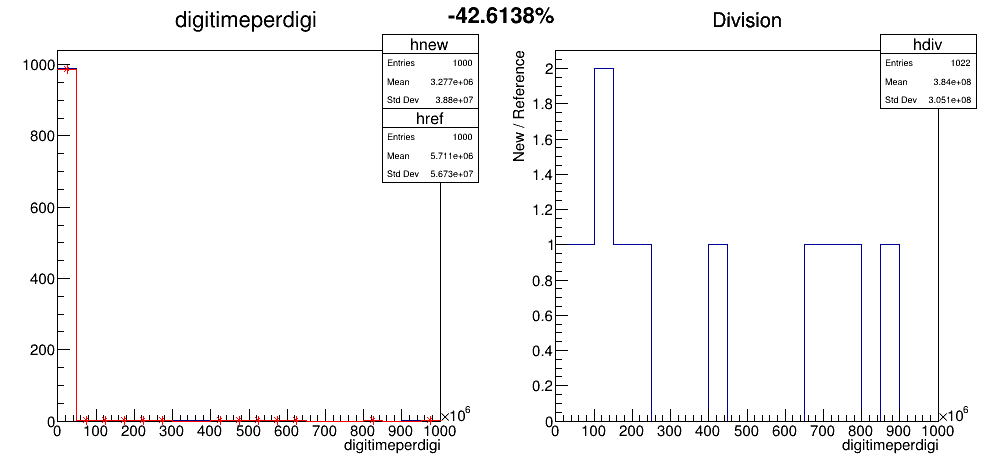 digitimeperdigi
-42.6138%
Division
hnew
Entries 1000
Mean 3.277e+06
Std Dev 3.88e+07
href
Entries 1000
Mean 5.711e+06
Std Dev 5.673e+07
1000
800
600
400
200
0
0 100 200 300 400 500 600 700 800 900 1000
×10⁶
digitimeperdigi
hdiv
Entries 1022
Mean 3.84e+08
Std Dev 3.051e+08
New / Reference
2
1.8
1.6
1.4
1.2
1
0.8
0.6
0.4
0.2
0
0 100 200 300 400 500 600 700 800 900 1000
×10⁶
digitimeperdigi